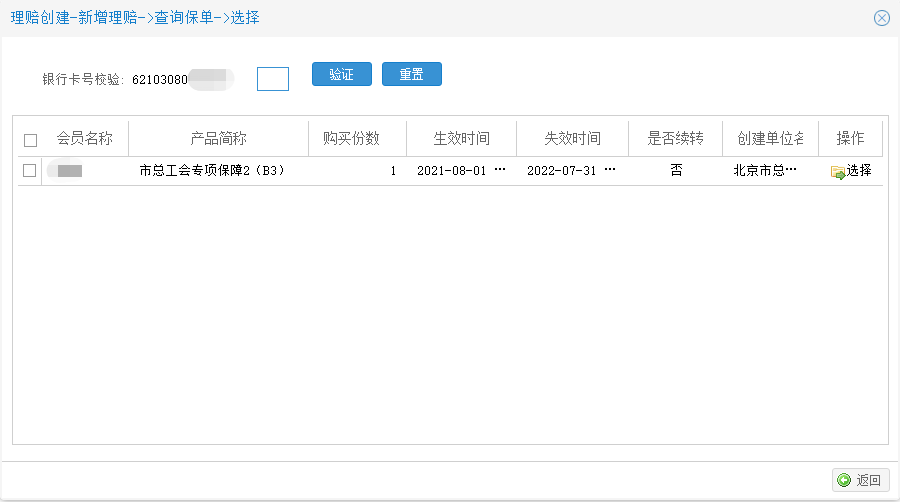 理赔创建-新增理赔->查询保单->选择
银行卡号校验: 62103080 验证 重置
会员名称 产品简称 购买份数 生效时间 失效时间 是否续转 创建单位名 操作
市总工会专项保障2（B3） 1 2021-08-01 ... 2022-07-31 ... 否 北京市总... 选择
返回